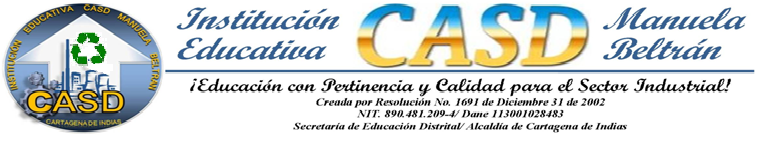 INSTITUCION EDUCATIVA CASD MANUELA BELTRAN
CASD
CARTAGENA DE INDIAS
Institución Educativa
CASD
Manuela Beltrán
¡Educación con Pertinencia y Calidad para el Sector Industrial!
Creada por Resolución No. 1691 de Diciembre 31 de 2002
NIT. 890.481.209-4/ Dane 113001028483
Secretaría de Educación Distrital/ Alcaldía de Cartagena de Indias